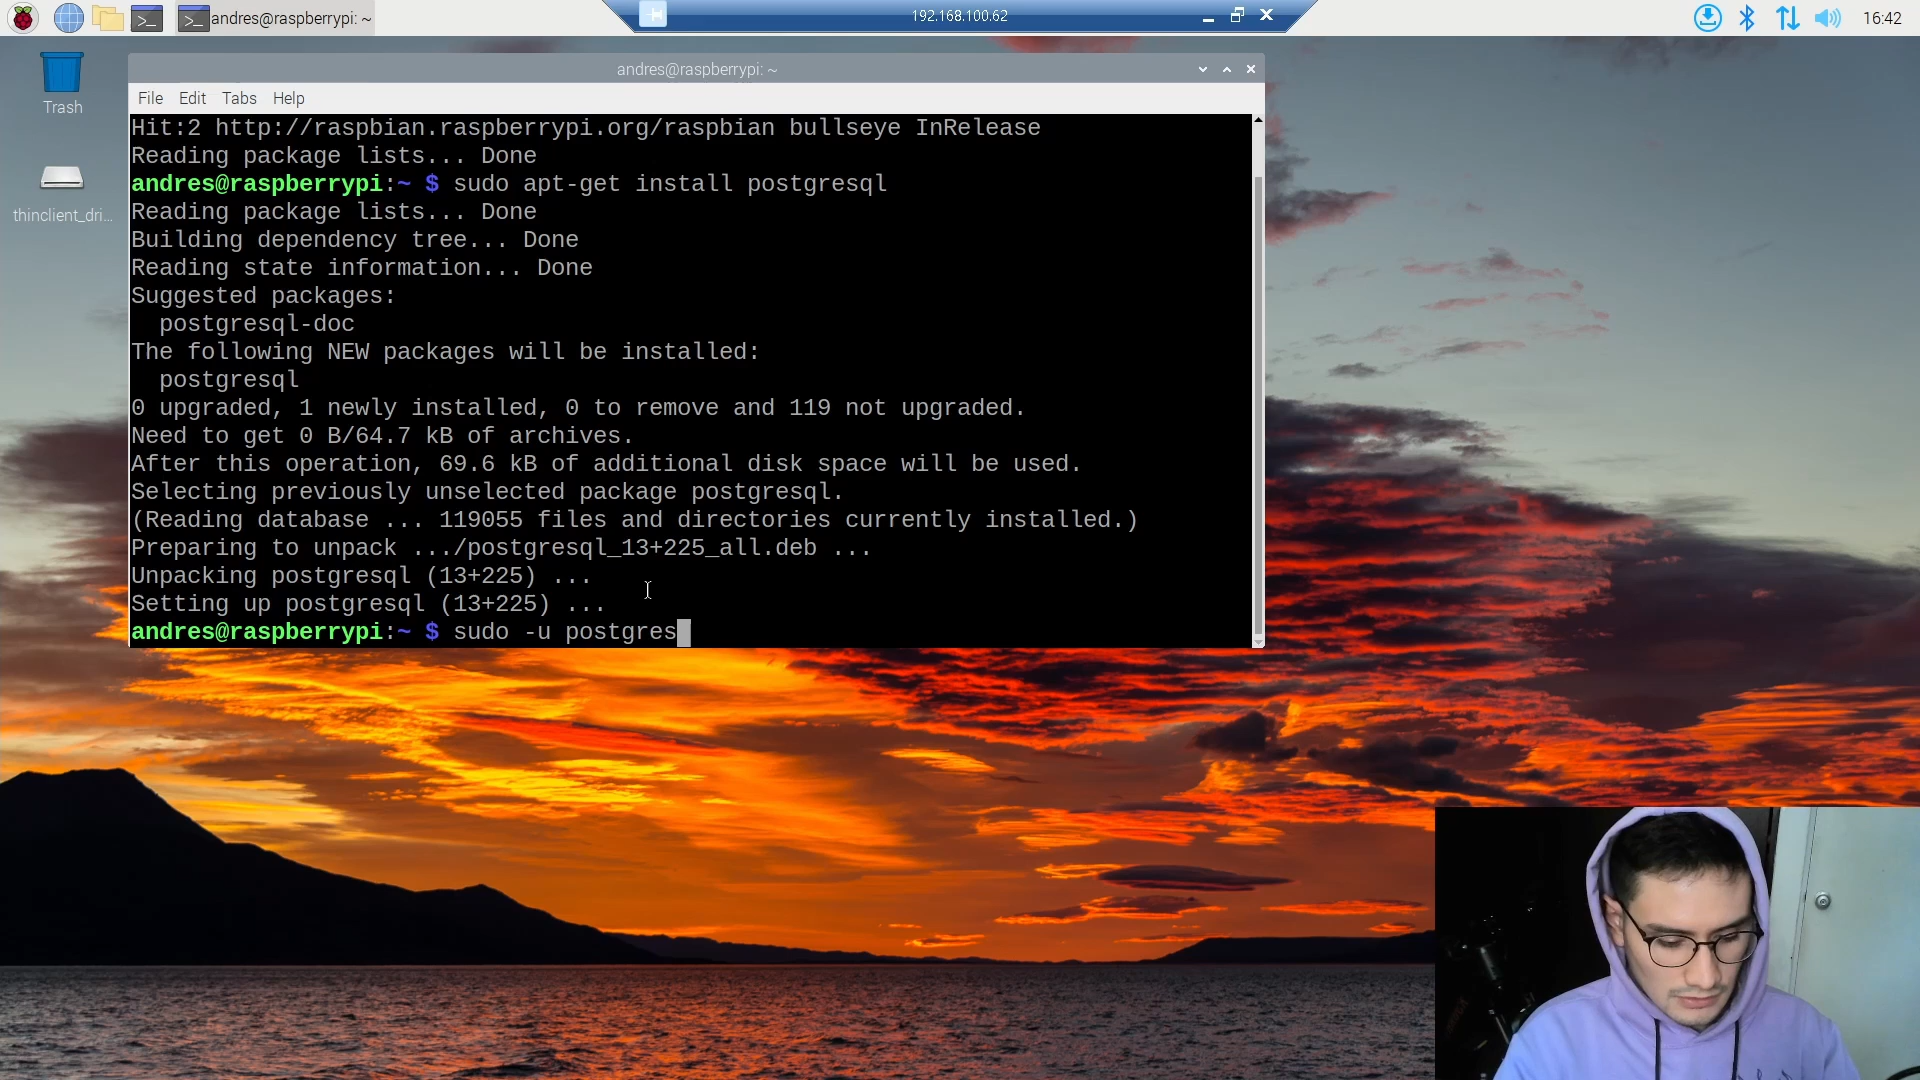 andres@raspberrypi: ~
192.168.100.62
16:42
Trash
thinclient_dri...
andres@raspberrypi: ~
File Edit Tabs Help
Hit:2 http://raspbian.raspberrypi.org/raspbian bullseye InRelease
Reading package lists... Done
andres@raspberrypi:~ $ sudo apt-get install postgresql
Reading package lists... Done
Building dependency tree... Done
Reading state information... Done
Suggested packages:
  postgresql-doc
The following NEW packages will be installed:
  postgresql
0 upgraded, 1 newly installed, 0 to remove and 119 not upgraded.
Need to get 0 B/64.7 kB of archives.
After this operation, 69.6 kB of additional disk space will be used.
Selecting previously unselected package postgresql.
(Reading database ... 119055 files and directories currently installed.)
Preparing to unpack .../postgresql_13+225_all.deb ...
Unpacking postgresql (13+225) ...
Setting up postgresql (13+225) ...
andres@raspberrypi:~ $ sudo -u postgres